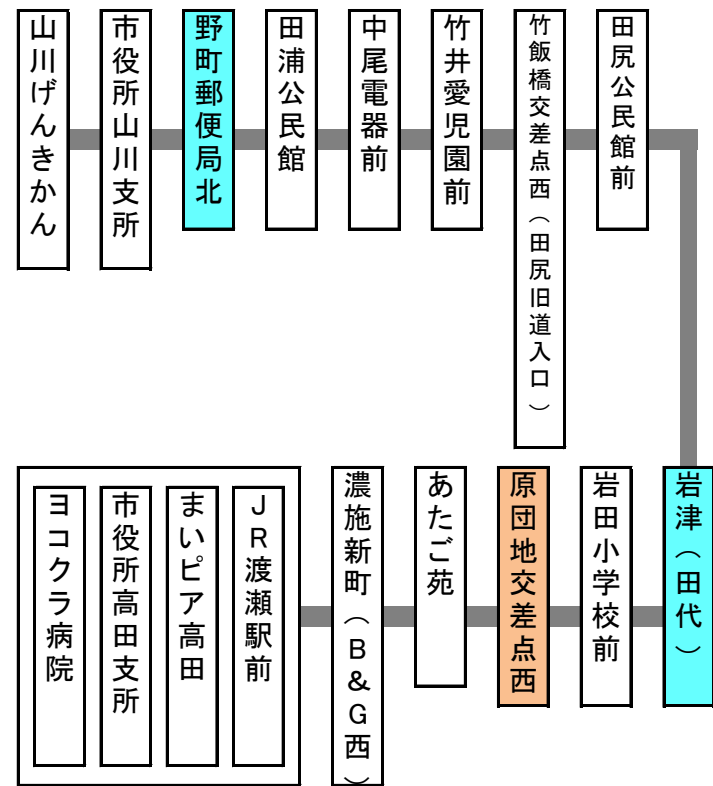 山川げんきかん
市役所山川支所
野町郵便局北
田浦公民館
中尾電器前
竹井愛児園前
竹飯橋交差点西（田尻旧道入口）
田尻公民館前
岩津（田代）
岩田小学校前
原団地交差点西
あたご苑
濃施新町（B&G西）
JR渡瀬駅前
まいピア高田
市役所高田支所
ヨコクラ病院